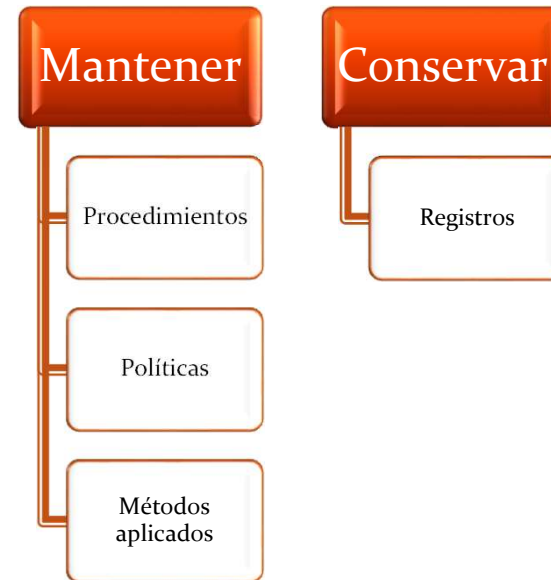 Mantener
Procedimientos
Políticas
Métodos
aplicados
Conservar
Registros